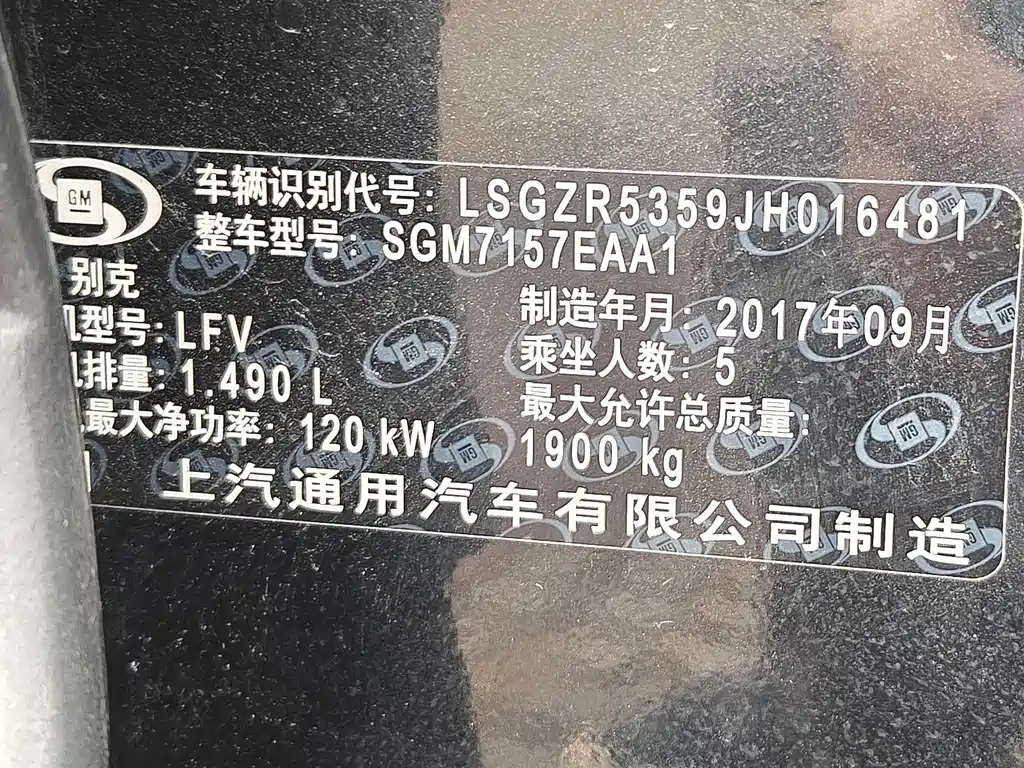 GM
车辆识别代号: LSGZR5359JH016481
整车型号: SGM7157EAA1
别克
机型号: LFV
制造年月: 2017年09月
机排量: 1.490 L
乘坐人数: 5
机最大净功率: 120 kW
最大允许总质量:
1900 kg
上汽通用汽车有限公司制造